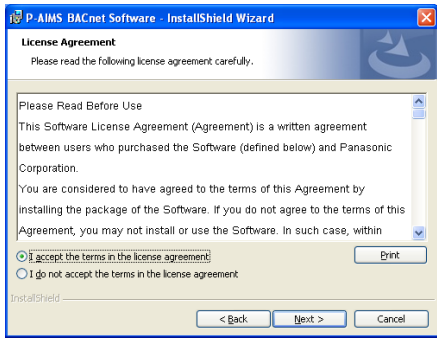 P-AIMS BACnet Software - InstallShield Wizard
License Agreement
Please read the following license agreement carefully.
Please Read Before Use
This Software License Agreement (Agreement) is a written agreement
between users who purchased the Software (defined below) and Panasonic
Corporation.
You are considered to have agreed to the terms of this Agreement by
installing the package of the Software. If you do not agree to the terms of this
Agreement, you may not install or use the Software. In such case, within
I accept the terms in the license agreement
Print
I do not accept the terms in the license agreement
InstallShield
< Back
Next >
Cancel